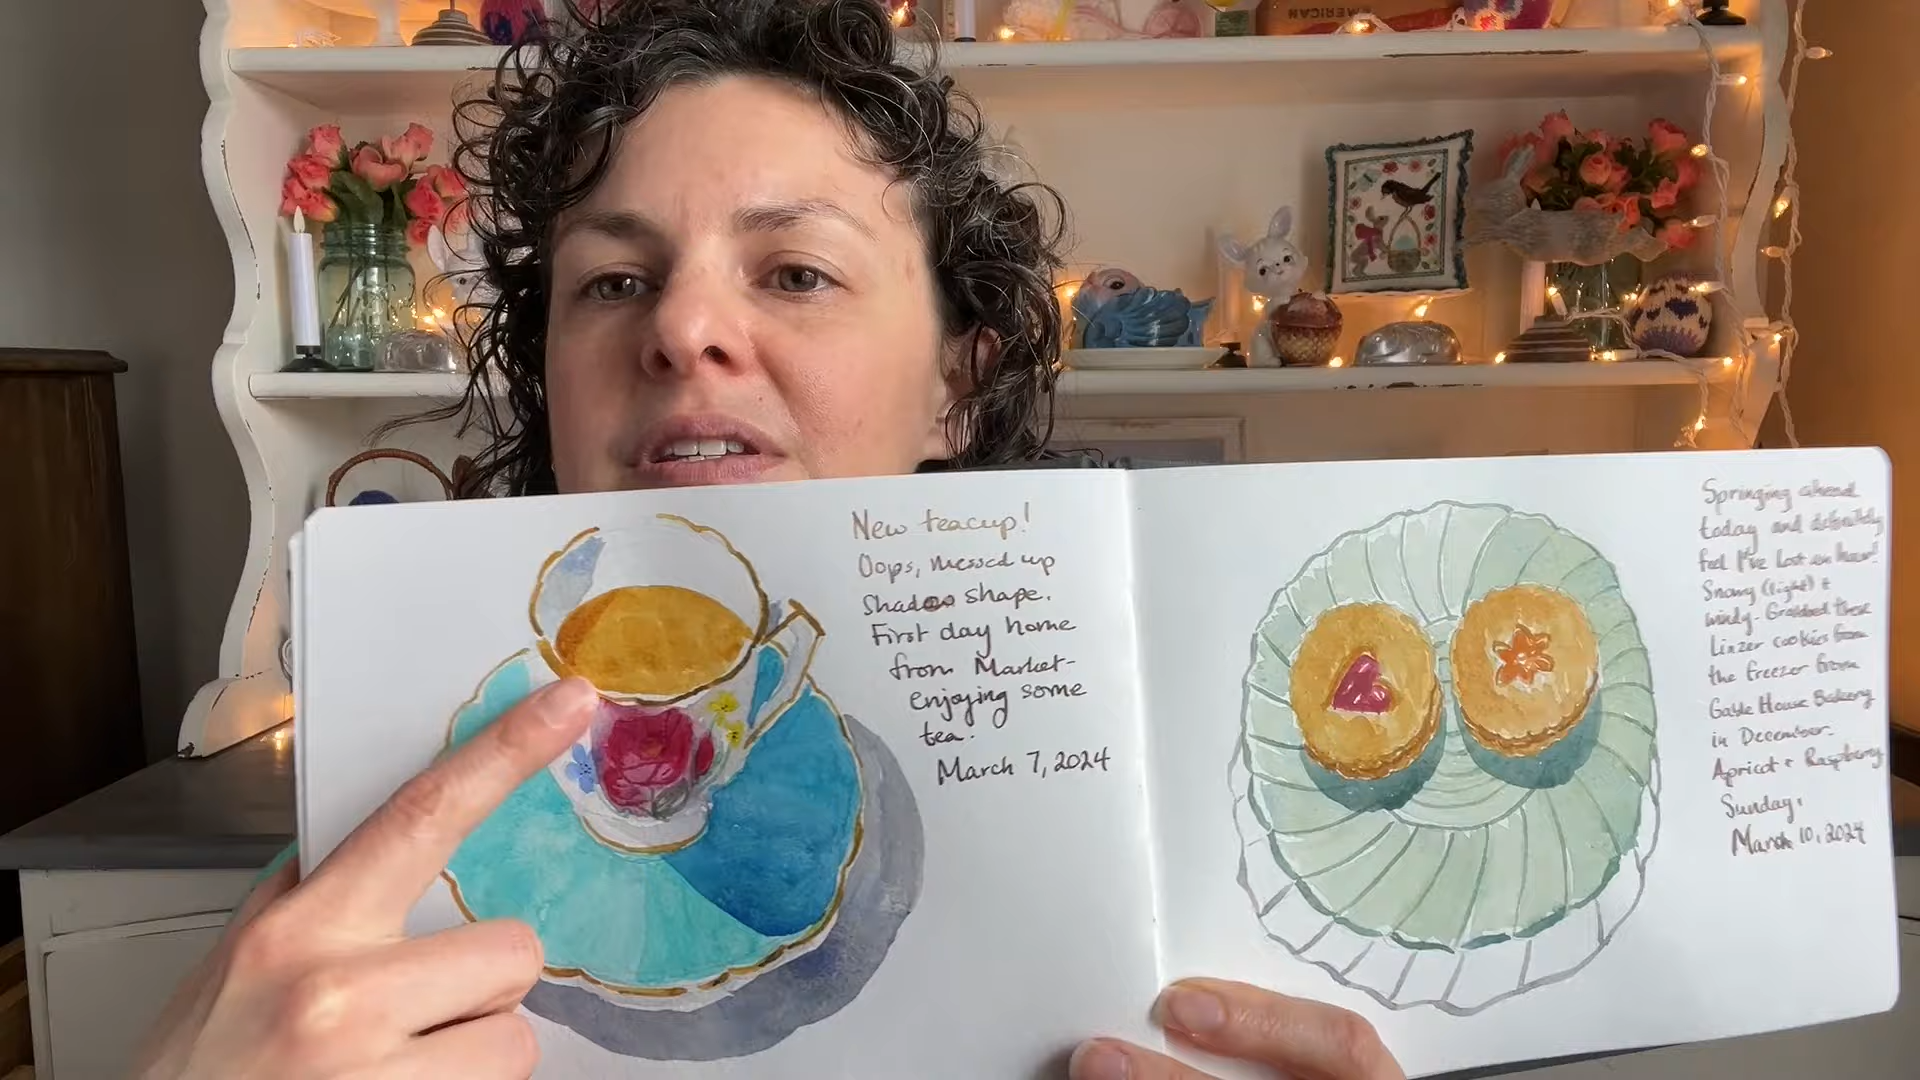 AMERICAN
New teacup!
Oops, messed up
shadow shape.
First day home
from Market-
enjoying some
tea.
March 7, 2024
Springing ahead
today and definitely
feel I've lost an hour!
Snowy (light) +
windy. Grabbed these
Linzer cookies from
the freezer from
Gable House Bakery
in December.
Apricot + Raspberry
Sunday,
March 10, 2024